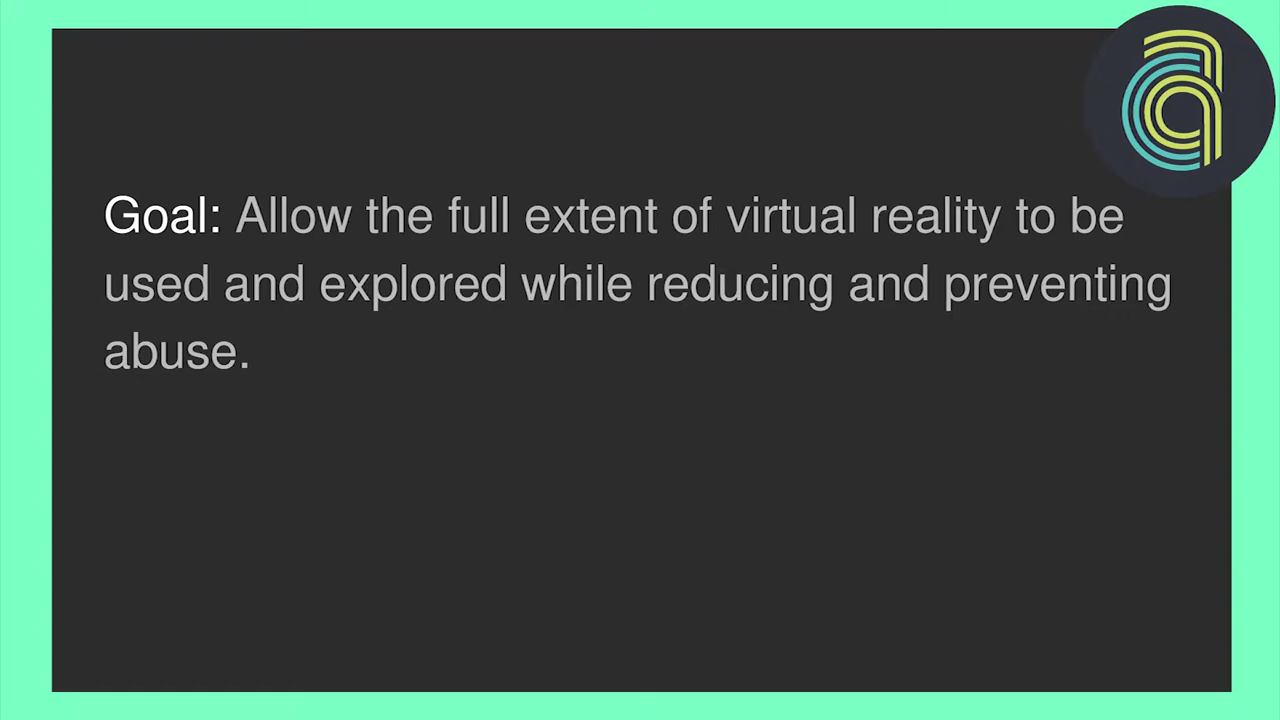 Goal: Allow the full extent of virtual reality to be
used and explored while reducing and preventing
abuse.